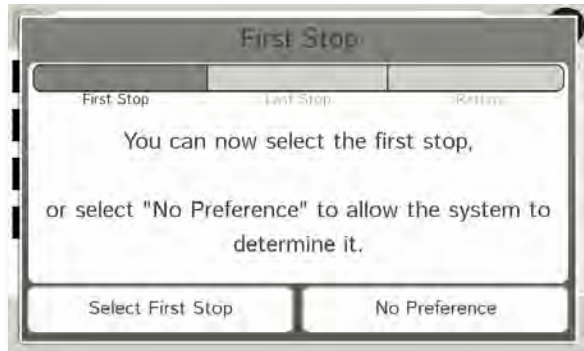 First Stop
First Stop
Last Stop
Return
You can now select the first stop,
or select "No Preference" to allow the system to
determine it.
Select First Stop
No Preference